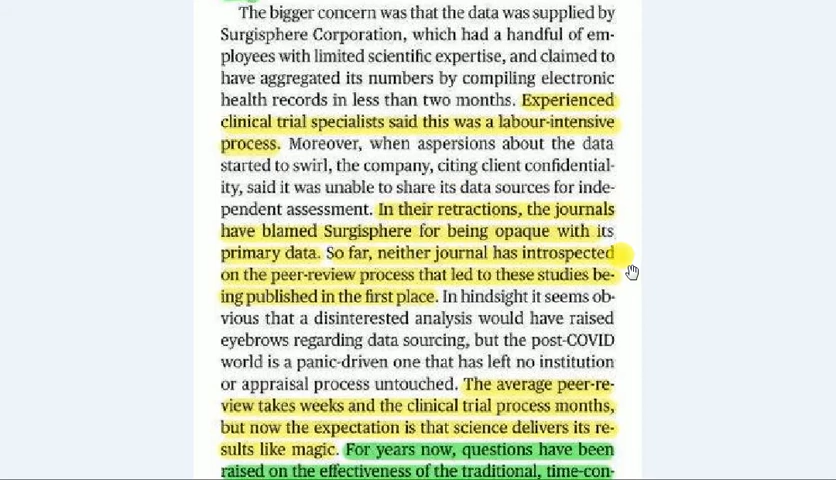 The bigger concern was that the data was supplied by
Surgisphere Corporation, which had a handful of em-
ployees with limited scientific expertise, and claimed to
have aggregated its numbers by compiling electronic
health records in less than two months. Experienced
clinical trial specialists said this was a labour-intensive
process. Moreover, when aspersions about the data
started to swirl, the company, citing client confidential-
ity, said it was unable to share its data sources for inde-
pendent assessment. In their retractions, the journals
have blamed Surgisphere for being opaque with its
primary data. So far, neither journal has introspected
on the peer-review process that led to these studies be-
ing published in the first place. In hindsight it seems ob-
vious that a disinterested analysis would have raised
eyebrows regarding data sourcing, but the post-COVID
world is a panic-driven one that has left no institution
or appraisal process untouched. The average peer-re-
view takes weeks and the clinical trial process months,
but now the expectation is that science delivers its re-
sults like magic. For years now, questions have been
raised on the effectiveness of the traditional, time-con-